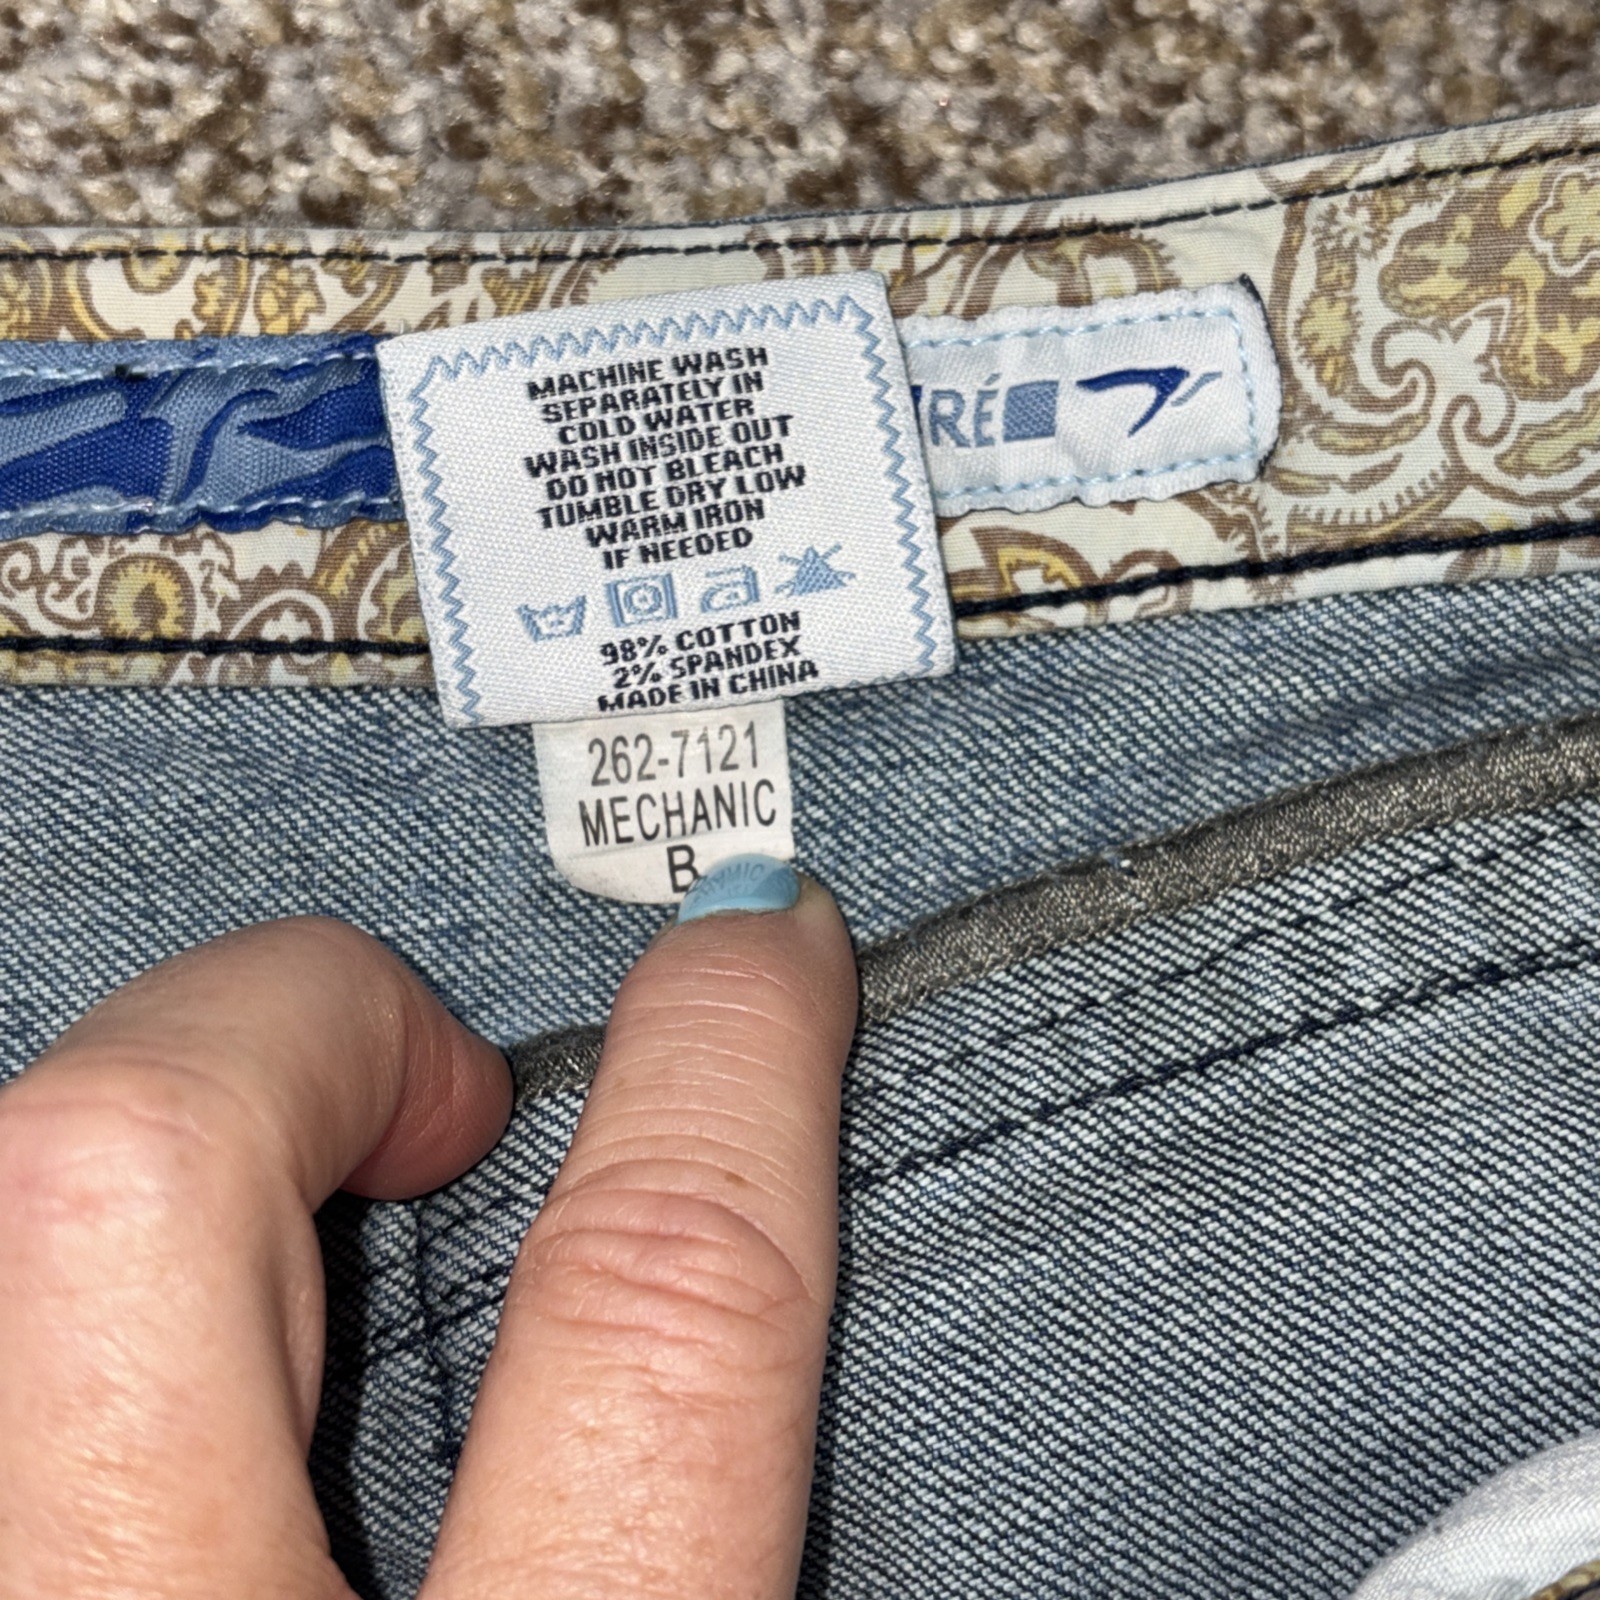 MACHINE WASH
SEPARATELY IN
COLD WATER
WASH INSIDE OUT
DO NOT BLEACH
TUMBLE DRY LOW
WARM IRON
IF NEEDED
98% COTTON
2% SPANDEX
MADE IN CHINA
RÉ
262-7121
MECHANIC
B